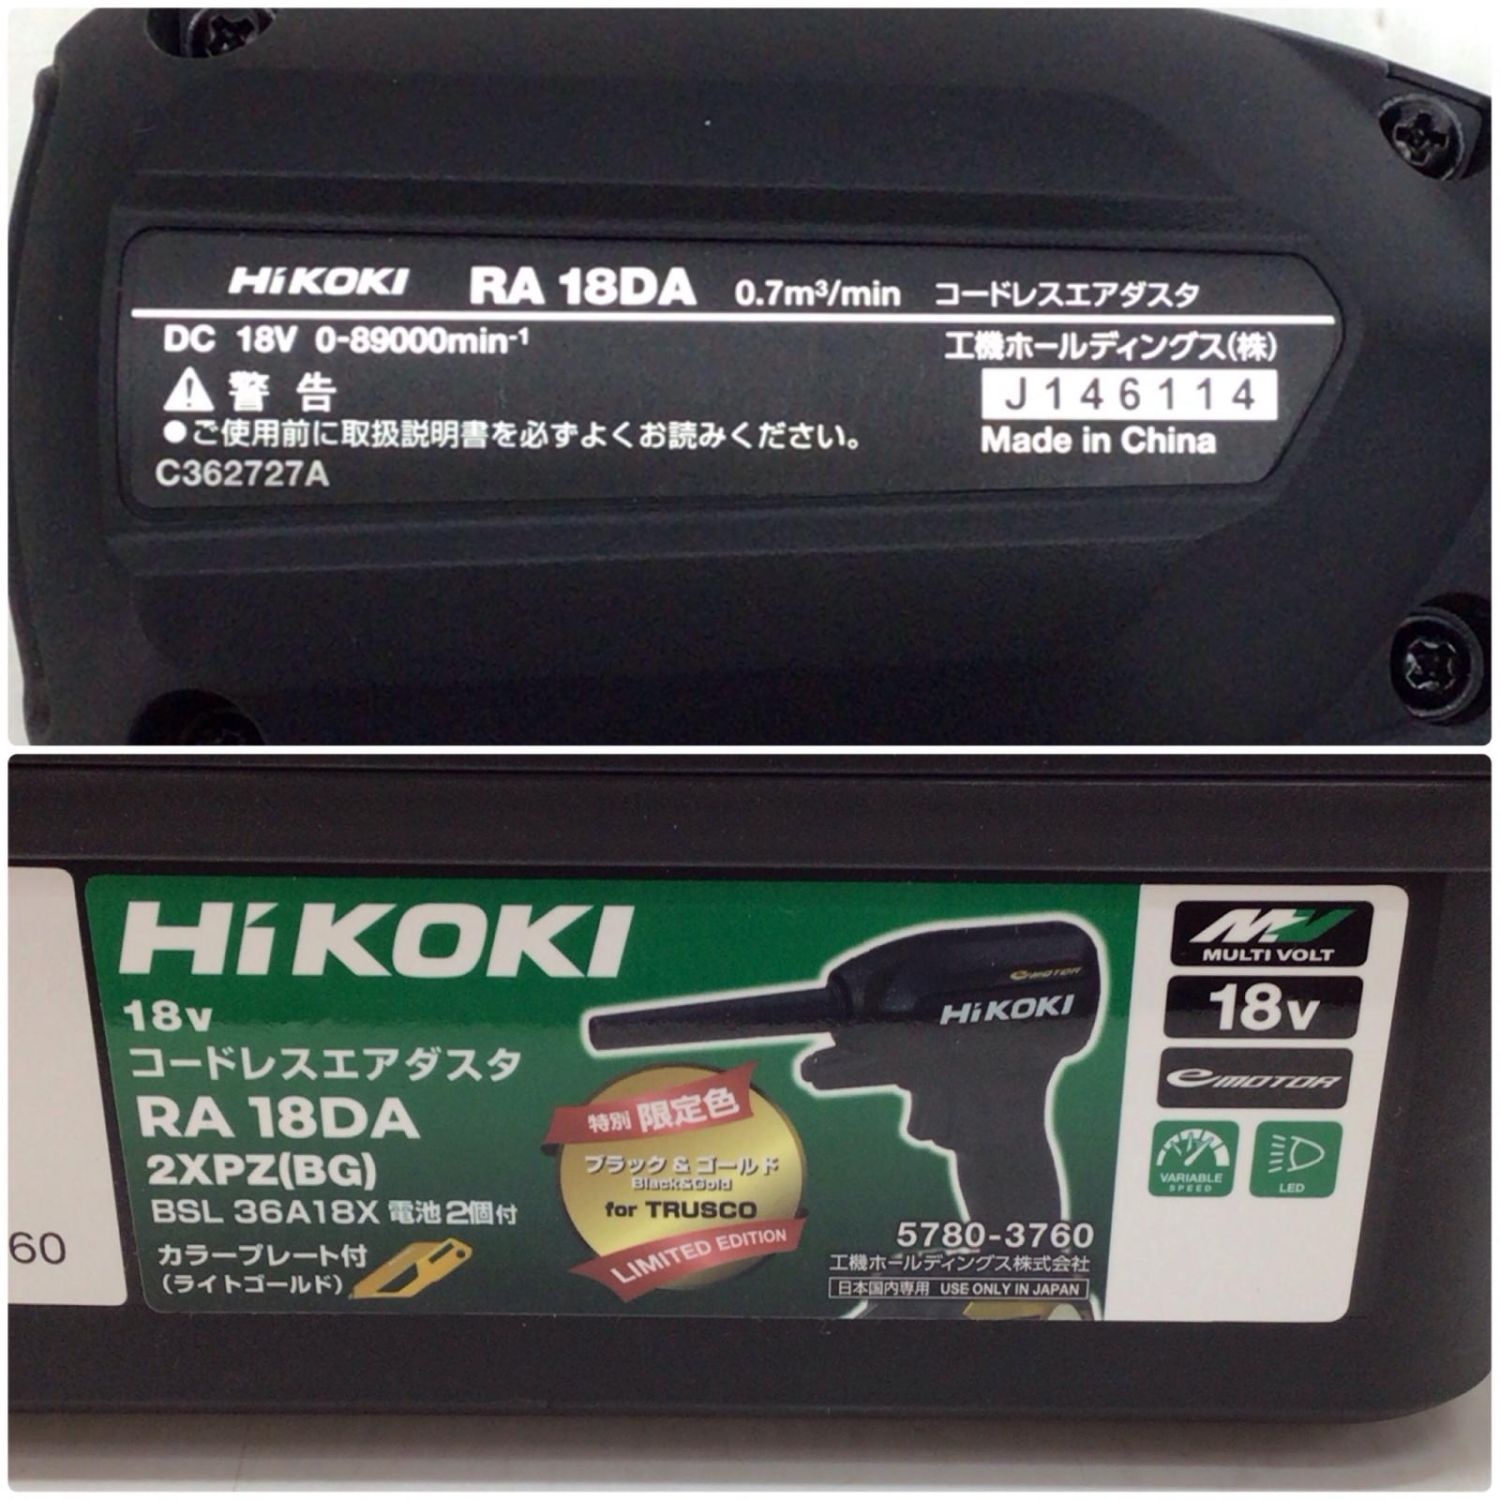 HiKOKI RA 18DA 0.7m³/min コードレスエアダスタ
DC 18V 0-89000min-1 工機ホールディングス(株)
警告 J146114
●ご使用前に取扱説明書を必ずよくお読みください。 Made in China
C362727A
60
HiKOKI
18v
コードレスエアダスタ
RA 18DA
2XPZ(BG)
BSL 36A18X 電池2個付
カラープレート付
(ライトゴールド)
特別 限定色
ブラック&ゴールド
Black&Gold
for TRUSCO
LIMITED EDITION
e MOTOR
HiKOKI
5780-3760
工機ホールディングス株式会社
日本国内専用 USE ONLY IN JAPAN
MV
MULTI VOLT
18v
e MOTOR
VARIABLE
SPEED
LED